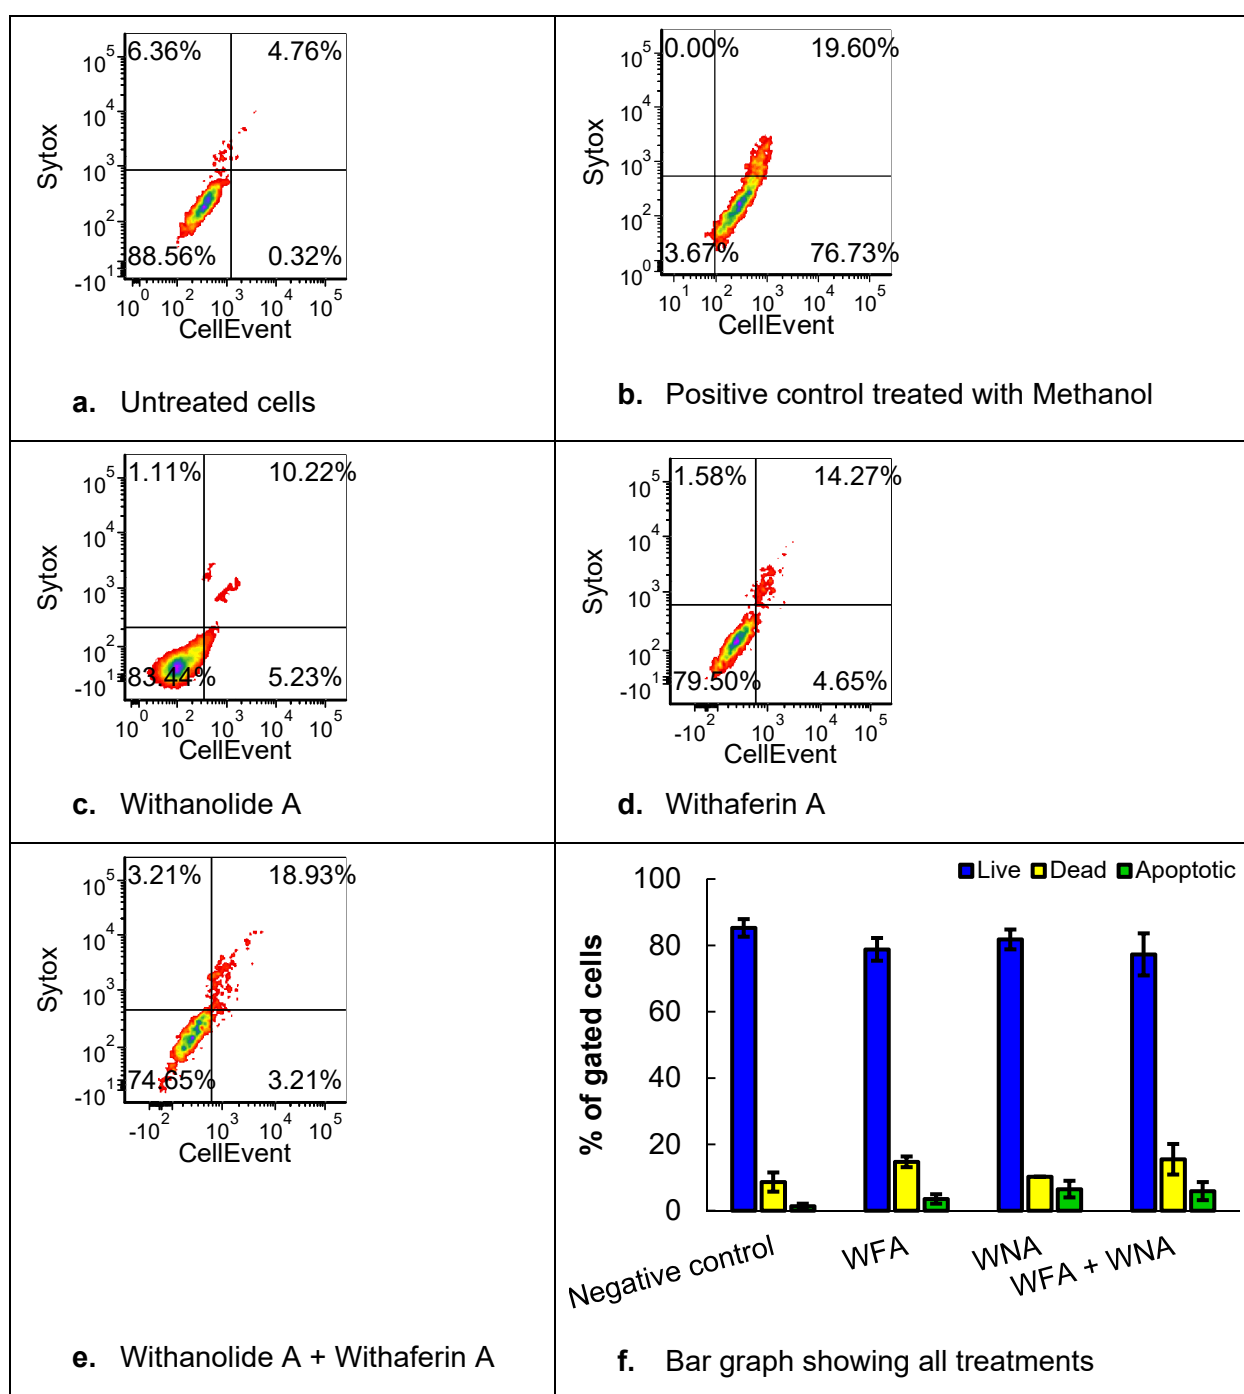 6.36% 4.76%
10^5
10^4
10^3
10^2
-10^1
Sytox
88.56% 0.32%
10^0 10^2 10^3 10^4 10^5
CellEvent
a. Untreated cells
0.00% 19.60%
10^5
10^4
10^3
10^2
10^0
Sytox
3.67% 76.73%
10^1 10^2 10^3 10^4 10^5
CellEvent
b. Positive control treated with Methanol
1.11% 10.22%
10^5
10^4
10^3
10^2
-10^1
Sytox
83.44% 5.23%
10^0 10^2 10^3 10^4 10^5
CellEvent
c. Withanolide A
1.58% 14.27%
10^5
10^4
10^3
10^2
-10^1
Sytox
79.50% 4.65%
-10^2 10^3 10^4 10^5
CellEvent
d. Withaferin A
3.21% 18.93%
10^5
10^4
10^3
10^2
-10^1
Sytox
74.65% 3.21%
-10^2 10^3 10^4 10^5
CellEvent
e. Withanolide A + Withaferin A
Live Dead Apoptotic
100
80
60
40
20
0
% of gated cells
Negative control WFA WNA WFA + WNA
f. Bar graph showing all treatments